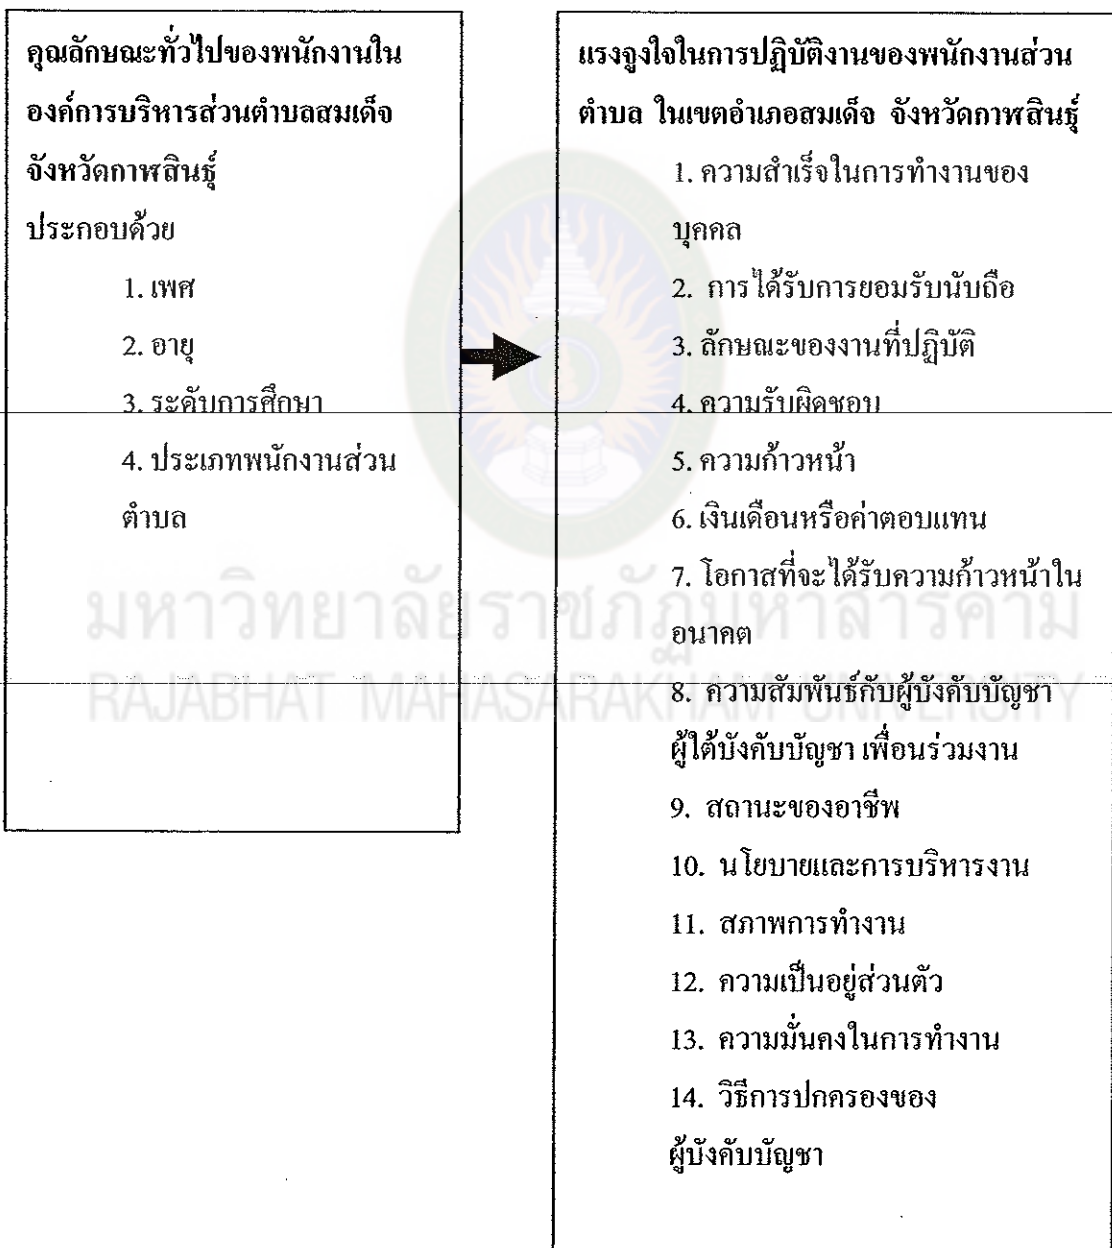 คุณลักษณะทั่วไปของพนักงานใน
องค์การบริหารส่วนตำบลสมเด็จ
จังหวัดกาฬสินธุ์
ประกอบด้วย
1. เพศ
2. อายุ
3. ระดับการศึกษา
4. ประเภทพนักงานส่วน
ตำบล
แรงจูงใจในการปฏิบัติงานของพนักงานส่วน
ตำบล ในเขตอำเภอสมเด็จ จังหวัดกาฬสินธุ์
1. ความสำเร็จในการทำงานของ
บุคคล
2. การได้รับการยอมรับนับถือ
3. ลักษณะของงานที่ปฏิบัติ
4. ความรับผิดชอบ
5. ความก้าวหน้า
6. เงินเดือนหรือค่าตอบแทน
7. โอกาสที่จะได้รับความก้าวหน้าใน
อนาคต
8. ความสัมพันธ์กับผู้บังคับบัญชา
ผู้ใต้บังคับบัญชา เพื่อนร่วมงาน
9. สถานะของอาชีพ
10. นโยบายและการบริหารงาน
11. สภาพการทำงาน
12. ความเป็นอยู่ส่วนตัว
13. ความมั่นคงในการทำงาน
14. วิธีการปกครองของ
ผู้บังคับบัญชา
มหาวิทยาลัยราชภัฏมหาสารคาม
RAJABHAT MAHASARAKHAM UNIVERSITY